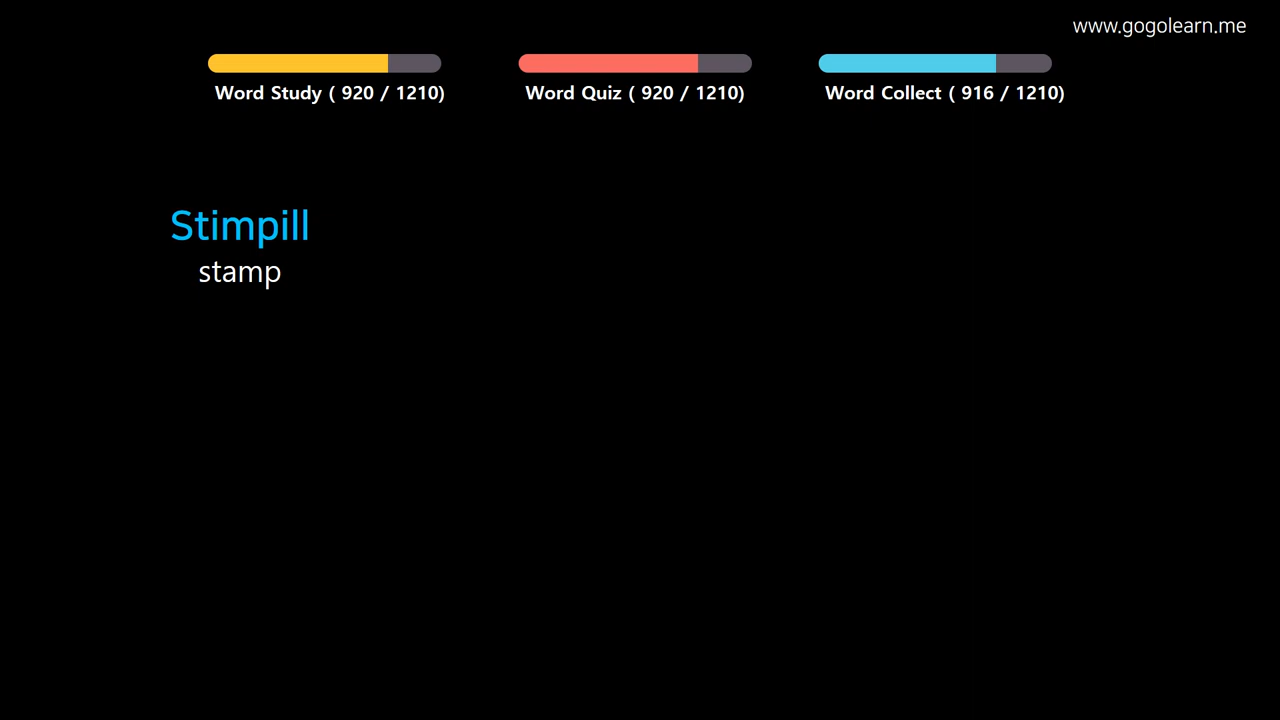 www.gogolearn.me
Word Study ( 920 / 1210)
Word Quiz ( 920 / 1210)
Word Collect ( 916 / 1210)
Stimpill
stamp